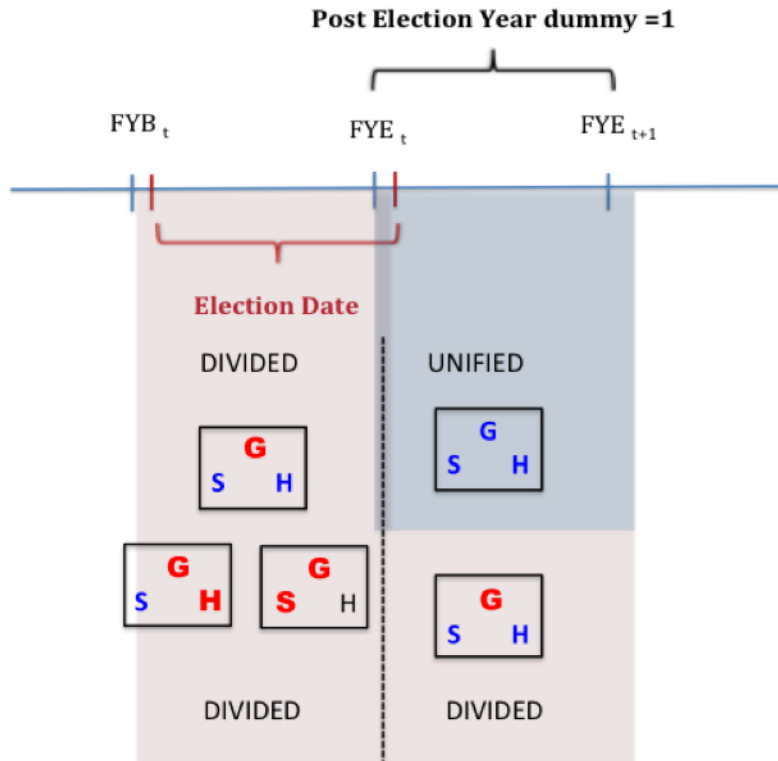 Post Election Year dummy =1
FYB t FYE t FYE t+1
Election Date
DIVIDED UNIFIED
G
S H
G
S H
G
S H
G
S H
G
S H
DIVIDED DIVIDED